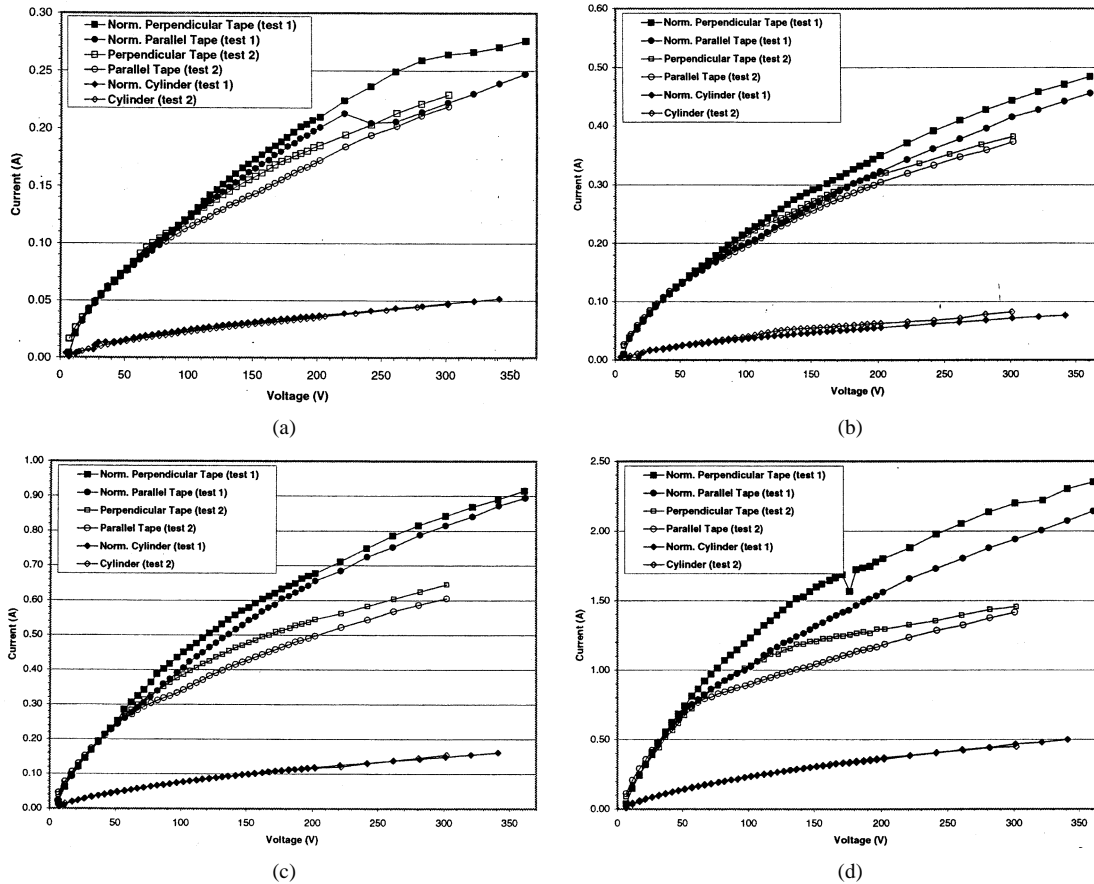 0.30
0.25
0.20
0.15
0.10
0.05
0.00
Current (A)
Norm. Perpendicular Tape (test 1)
Norm. Parallel Tape (test 1)
Perpendicular Tape (test 2)
Parallel Tape (test 2)
Norm. Cylinder (test 1)
Cylinder (test 2)
0 50 100 150 200 250 300 350
Voltage (V)
(a)
0.60
0.50
0.40
0.30
0.20
0.10
0.00
Current (A)
Norm. Perpendicular Tape (test 1)
Norm. Parallel Tape (test 1)
Perpendicular Tape (test 2)
Parallel Tape (test 2)
Norm. Cylinder (test 1)
Cylinder (test 2)
0 50 100 150 200 250 300 350
Voltage (V)
(b)
1.00
0.90
0.80
0.70
0.60
0.50
0.40
0.30
0.20
0.10
0.00
Current (A)
Norm. Perpendicular Tape (test 1)
Norm. Parallel Tape (test 1)
Perpendicular Tape (test 2)
Parallel Tape (test 2)
Norm. Cylinder (test 1)
Cylinder (test 2)
0 50 100 150 200 250 300 350
Voltage (V)
(c)
2.50
2.00
1.50
1.00
0.50
0.00
Current (A)
Norm. Perpendicular Tape (test 1)
Norm. Parallel Tape (test 1)
Perpendicular Tape (test 2)
Parallel Tape (test 2)
Norm. Cylinder (test 1)
Cylinder (test 2)
0 50 100 150 200 250 300 350
Voltage (V)
(d)